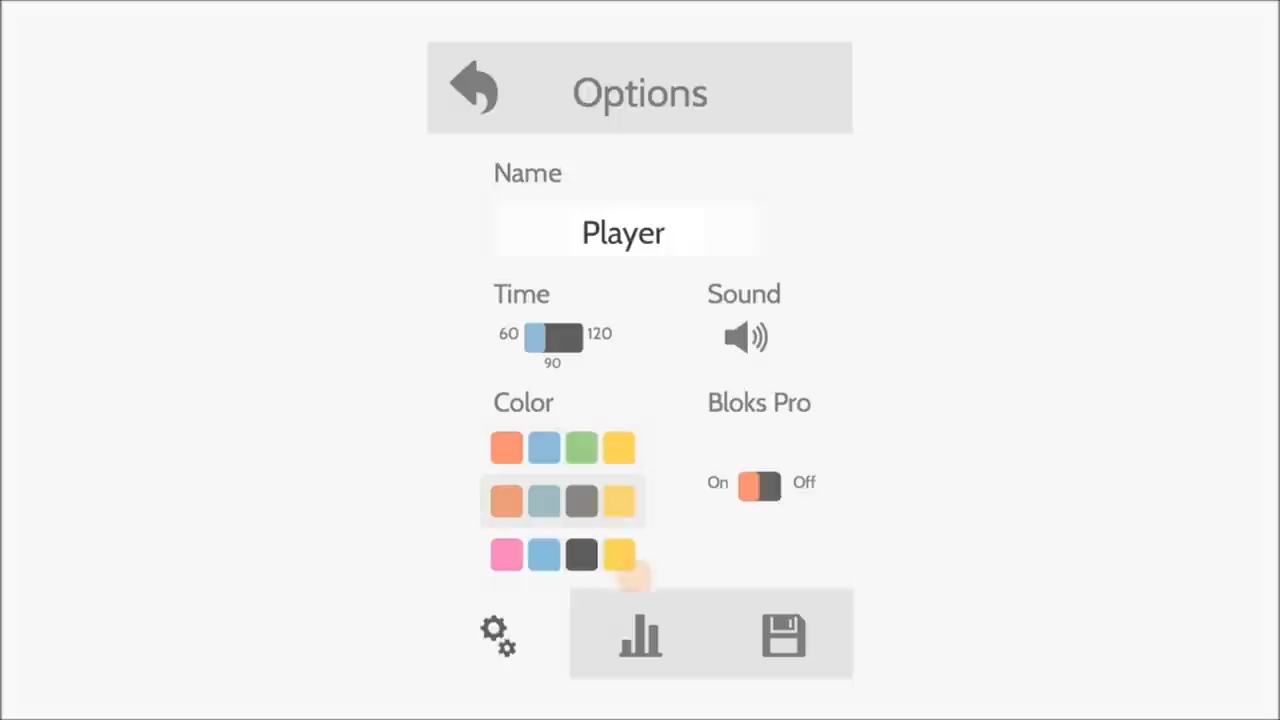 Options
Name
Player
Time
Sound
60
120
90
Color
Bloks Pro
On
Off